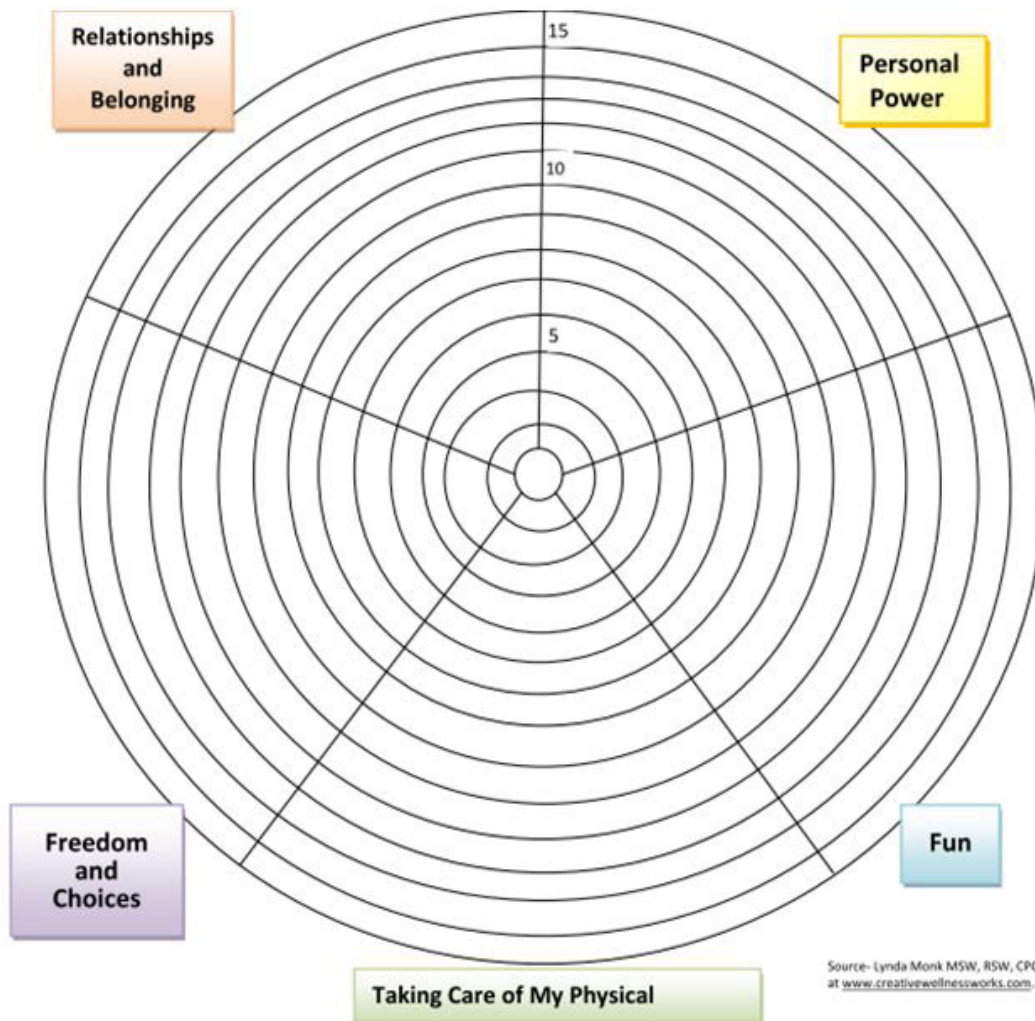 Relationships
and
Belonging
15
Personal
Power
10
5
Freedom
and
Choices
Fun
Taking Care of My Physical
Source- Lynda Monk MSW, RSW, CPC
at www.creativewellnessworks.com.